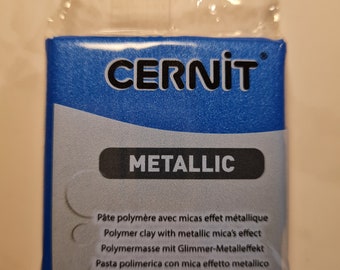 CERNiT®
METALLIC
Pâte polymère avec micas effet métallique
Polymer clay with metallic mica's effect
Polymermasse mit Glimmer-Metalleffekt
Pasta polimerica con mica effetto metallico